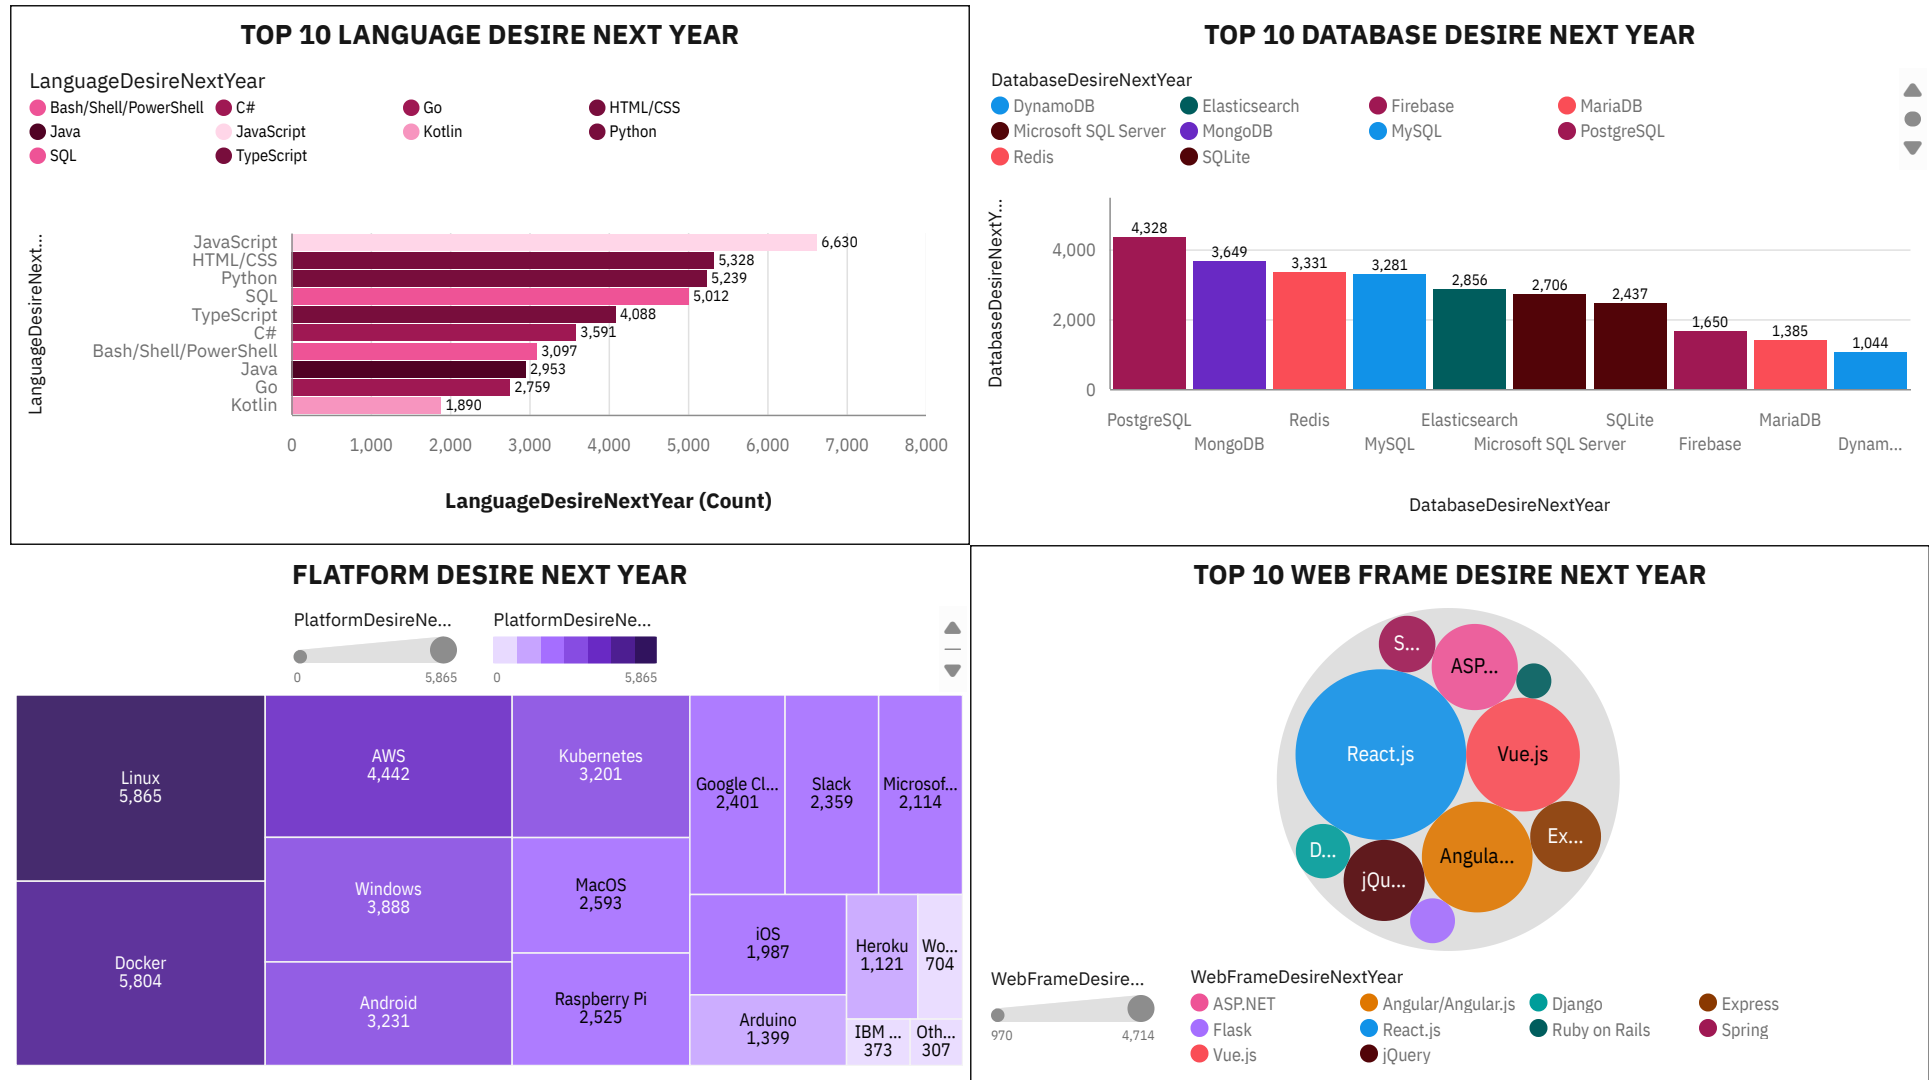 TOP 10 LANGUAGE DESIRE NEXT YEAR
LanguageDesireNextYear
Bash/Shell/PowerShell C# Go HTML/CSS
Java JavaScript Kotlin Python
SQL TypeScript
LanguageDesireNext...
JavaScript 6,630
HTML/CSS 5,328
Python 5,239
SQL 5,012
TypeScript 4,088
C# 3,591
Bash/Shell/PowerShell 3,097
Java 2,953
Go 2,759
Kotlin 1,890
0 1,000 2,000 3,000 4,000 5,000 6,000 7,000 8,000
LanguageDesireNextYear (Count)
TOP 10 DATABASE DESIRE NEXT YEAR
DatabaseDesireNextYear
DynamoDB Elasticsearch Firebase MariaDB
Microsoft SQL Server MongoDB MySQL PostgreSQL
Redis SQLite
DatabaseDesireNextY...
4,000
2,000
0
4,328 3,649 3,331 3,281 2,856 2,706 2,437 1,650 1,385 1,044
PostgreSQL Redis Elasticsearch SQLite MariaDB
MongoDB MySQL Microsoft SQL Server Firebase Dynam...
DatabaseDesireNextYear
FLATFORM DESIRE NEXT YEAR
PlatformDesireNe... PlatformDesireNe...
0 5,865 0 5,865
Linux
5,865
Docker
5,804
AWS
4,442
Windows
3,888
Android
3,231
Kubernetes
3,201
MacOS
2,593
Raspberry Pi
2,525
Google Cl...
2,401
Slack
2,359
Microsof...
2,114
iOS
1,987
Arduino
1,399
Heroku
1,121
Wo...
704
IBM ...
373
Oth...
307
TOP 10 WEB FRAME DESIRE NEXT YEAR
S...
ASP...
React.js
Vue.js
D...
jQu...
Angula...
Ex...
WebFrameDesire...
970 4,714
WebFrameDesireNextYear
ASP.NET Angular/Angular.js Django Express
Flask React.js Ruby on Rails Spring
Vue.js jQuery